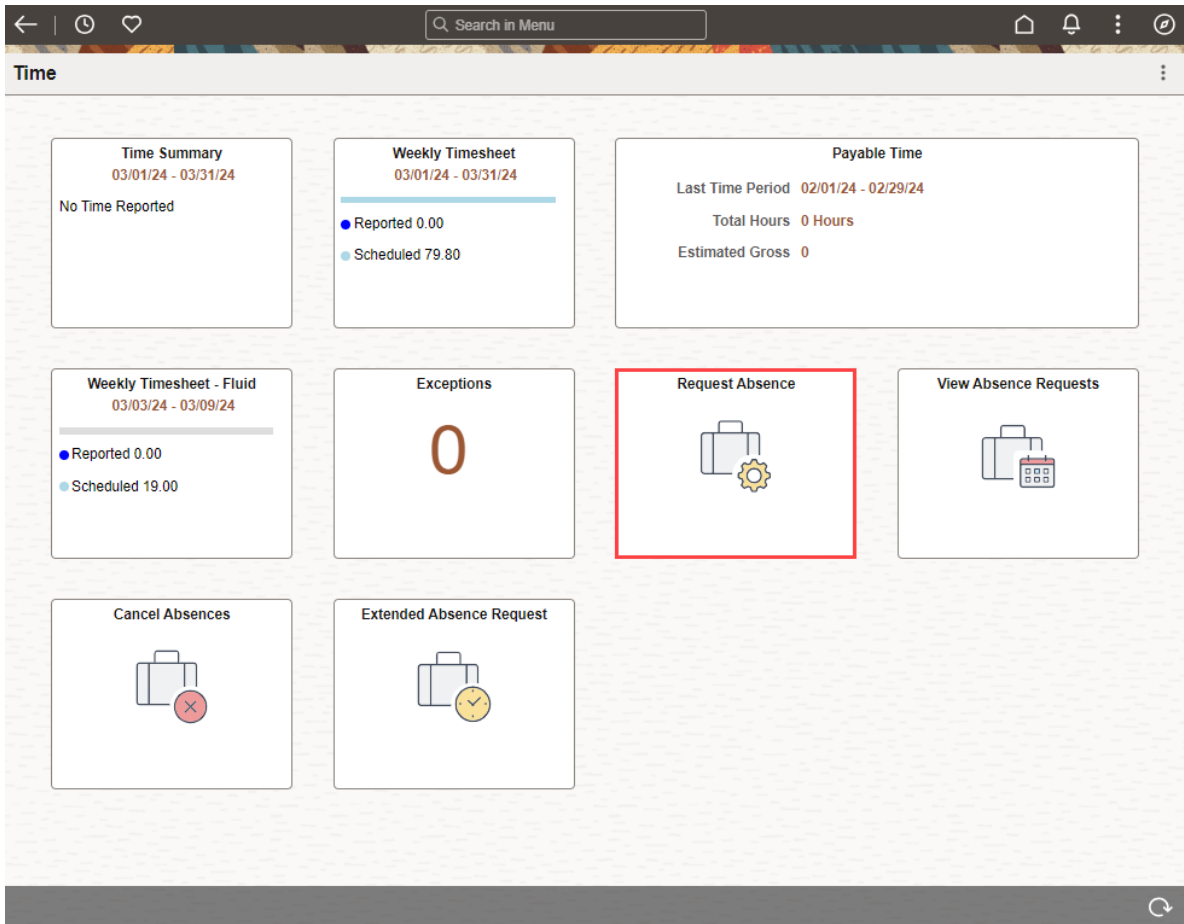 Search in Menu
Time
Time Summary
03/01/24 - 03/31/24
No Time Reported
Weekly Timesheet
03/01/24 - 03/31/24
Reported 0.00
Scheduled 79.80
Payable Time
Last Time Period 02/01/24 - 02/29/24
Total Hours 0 Hours
Estimated Gross 0
Weekly Timesheet - Fluid
03/03/24 - 03/09/24
Reported 0.00
Scheduled 19.00
Exceptions
0
Request Absence
View Absence Requests
Cancel Absences
Extended Absence Request